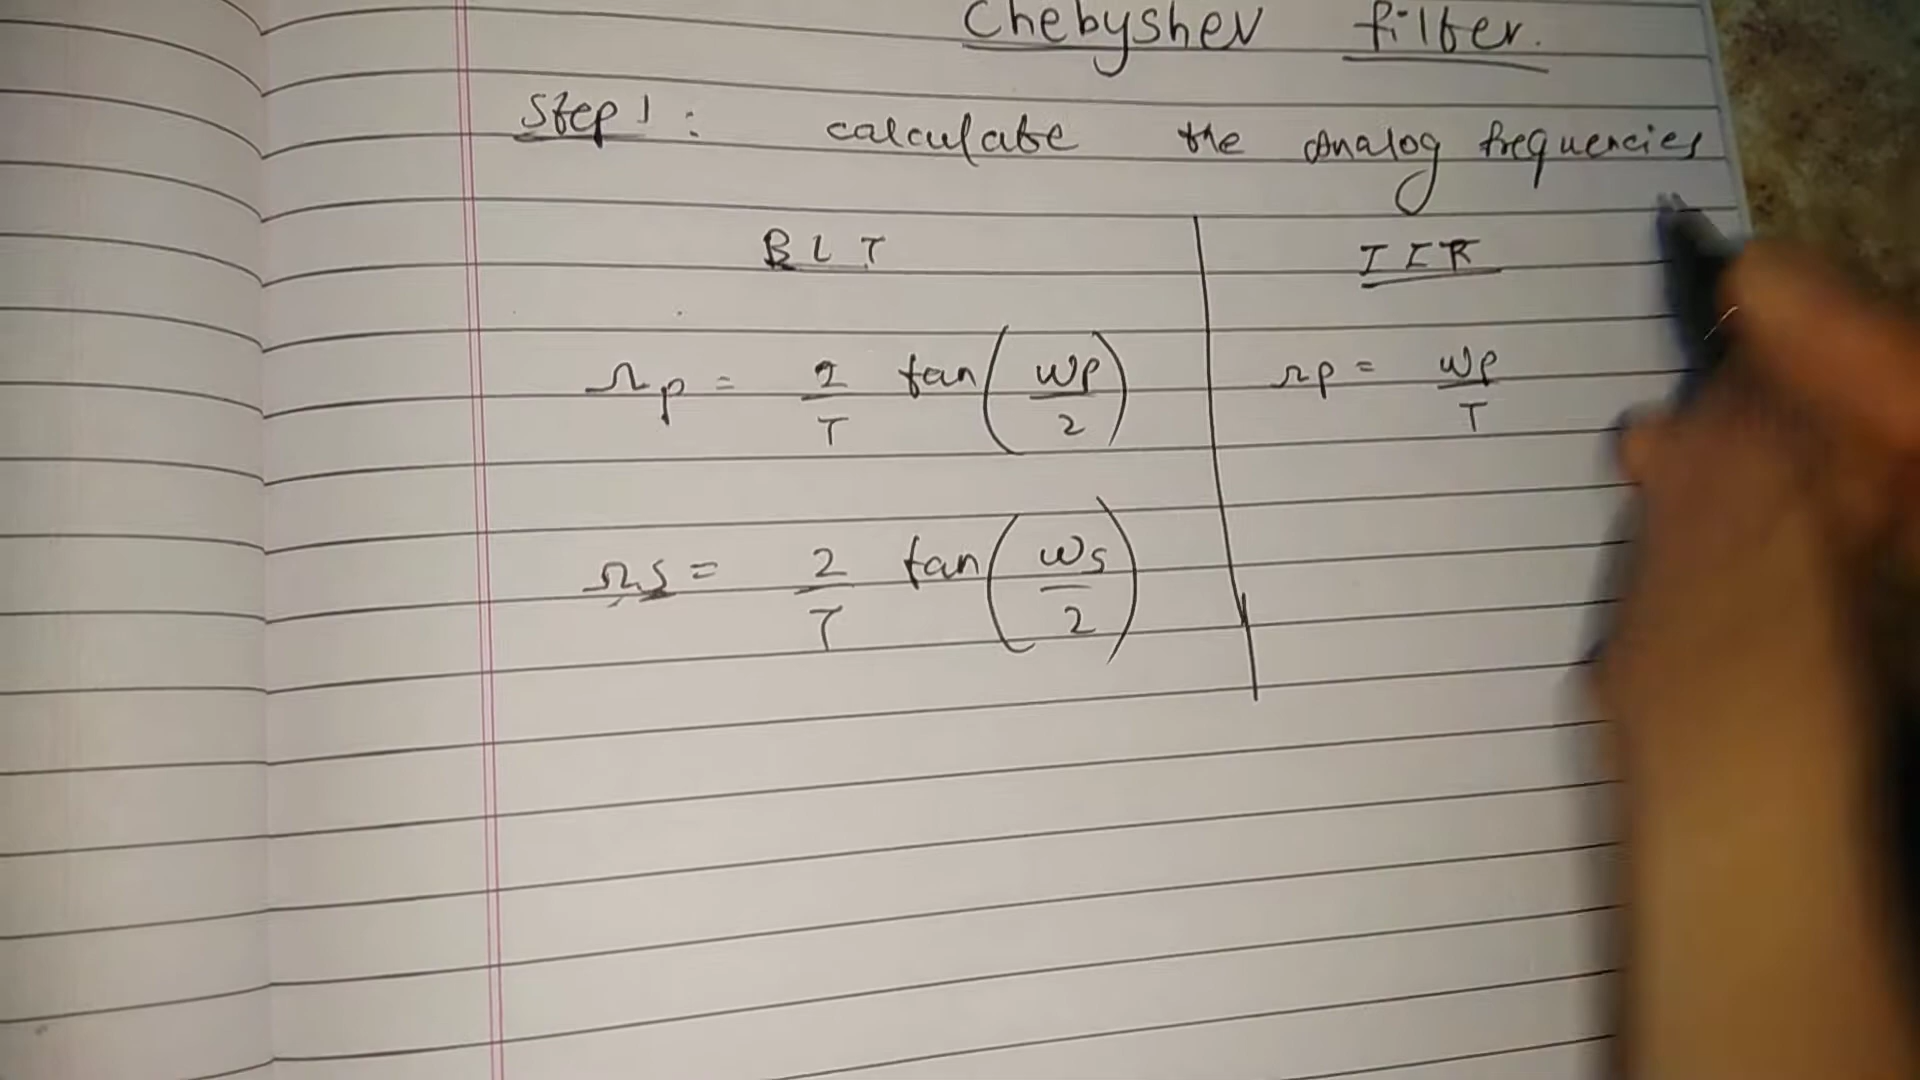 Chebyshev filter.
Step 1 : calculate the analog frequencies
BLT
IIR
Ωp = 2/T tan(ωp/2)
Ωp = ωp/T
Ωs = 2/T tan(ωs/2)